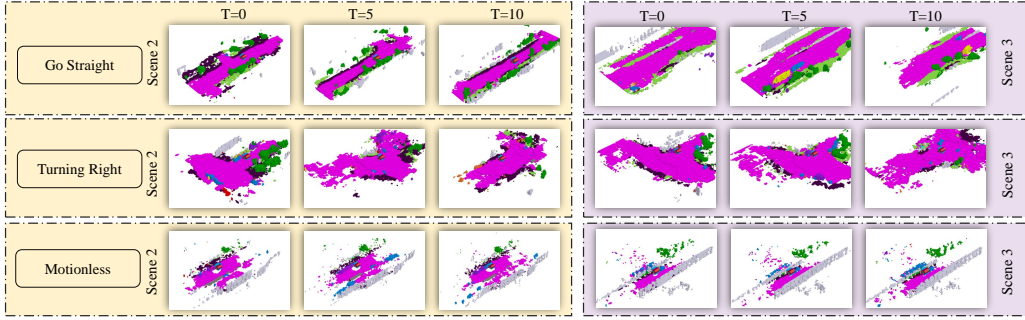 T=0 T=5 T=10 T=0 T=5 T=10
Go Straight Scene 2 Scene 3
Turning Right Scene 2 Scene 3
Motionless Scene 2 Scene 3